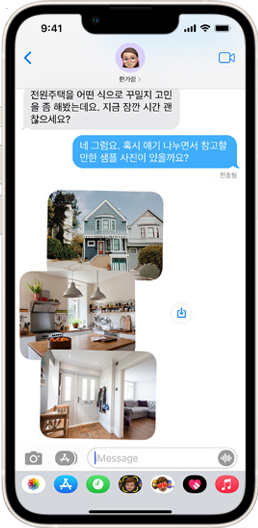 9:41
한가람
전원주택을 어떤 식으로 꾸밀지 고민
을 좀 해봤는데요. 지금 잠깐 시간 괜
찮으세요?
네 그럼요. 혹시 얘기 나누면서 참고할
만한 샘플 사진이 있을까요?
전송됨
Message